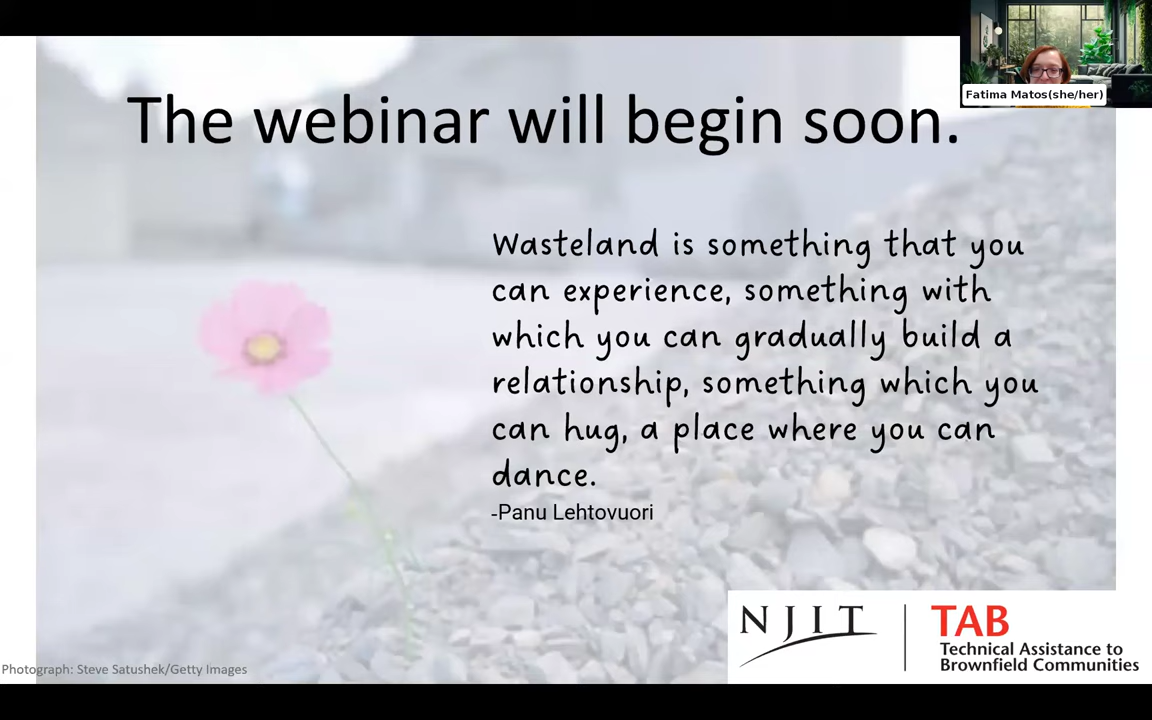 Fatima Matos(she/her)
The webinar will begin soon.
Wasteland is something that you
can experience, something with
which you can gradually build a
relationship, something which you
can hug, a place where you can
dance.
-Panu Lehtovuori
NJIT
TAB
Technical Assistance to
Brownfield Communities
Photograph: Steve Satushek/Getty Images